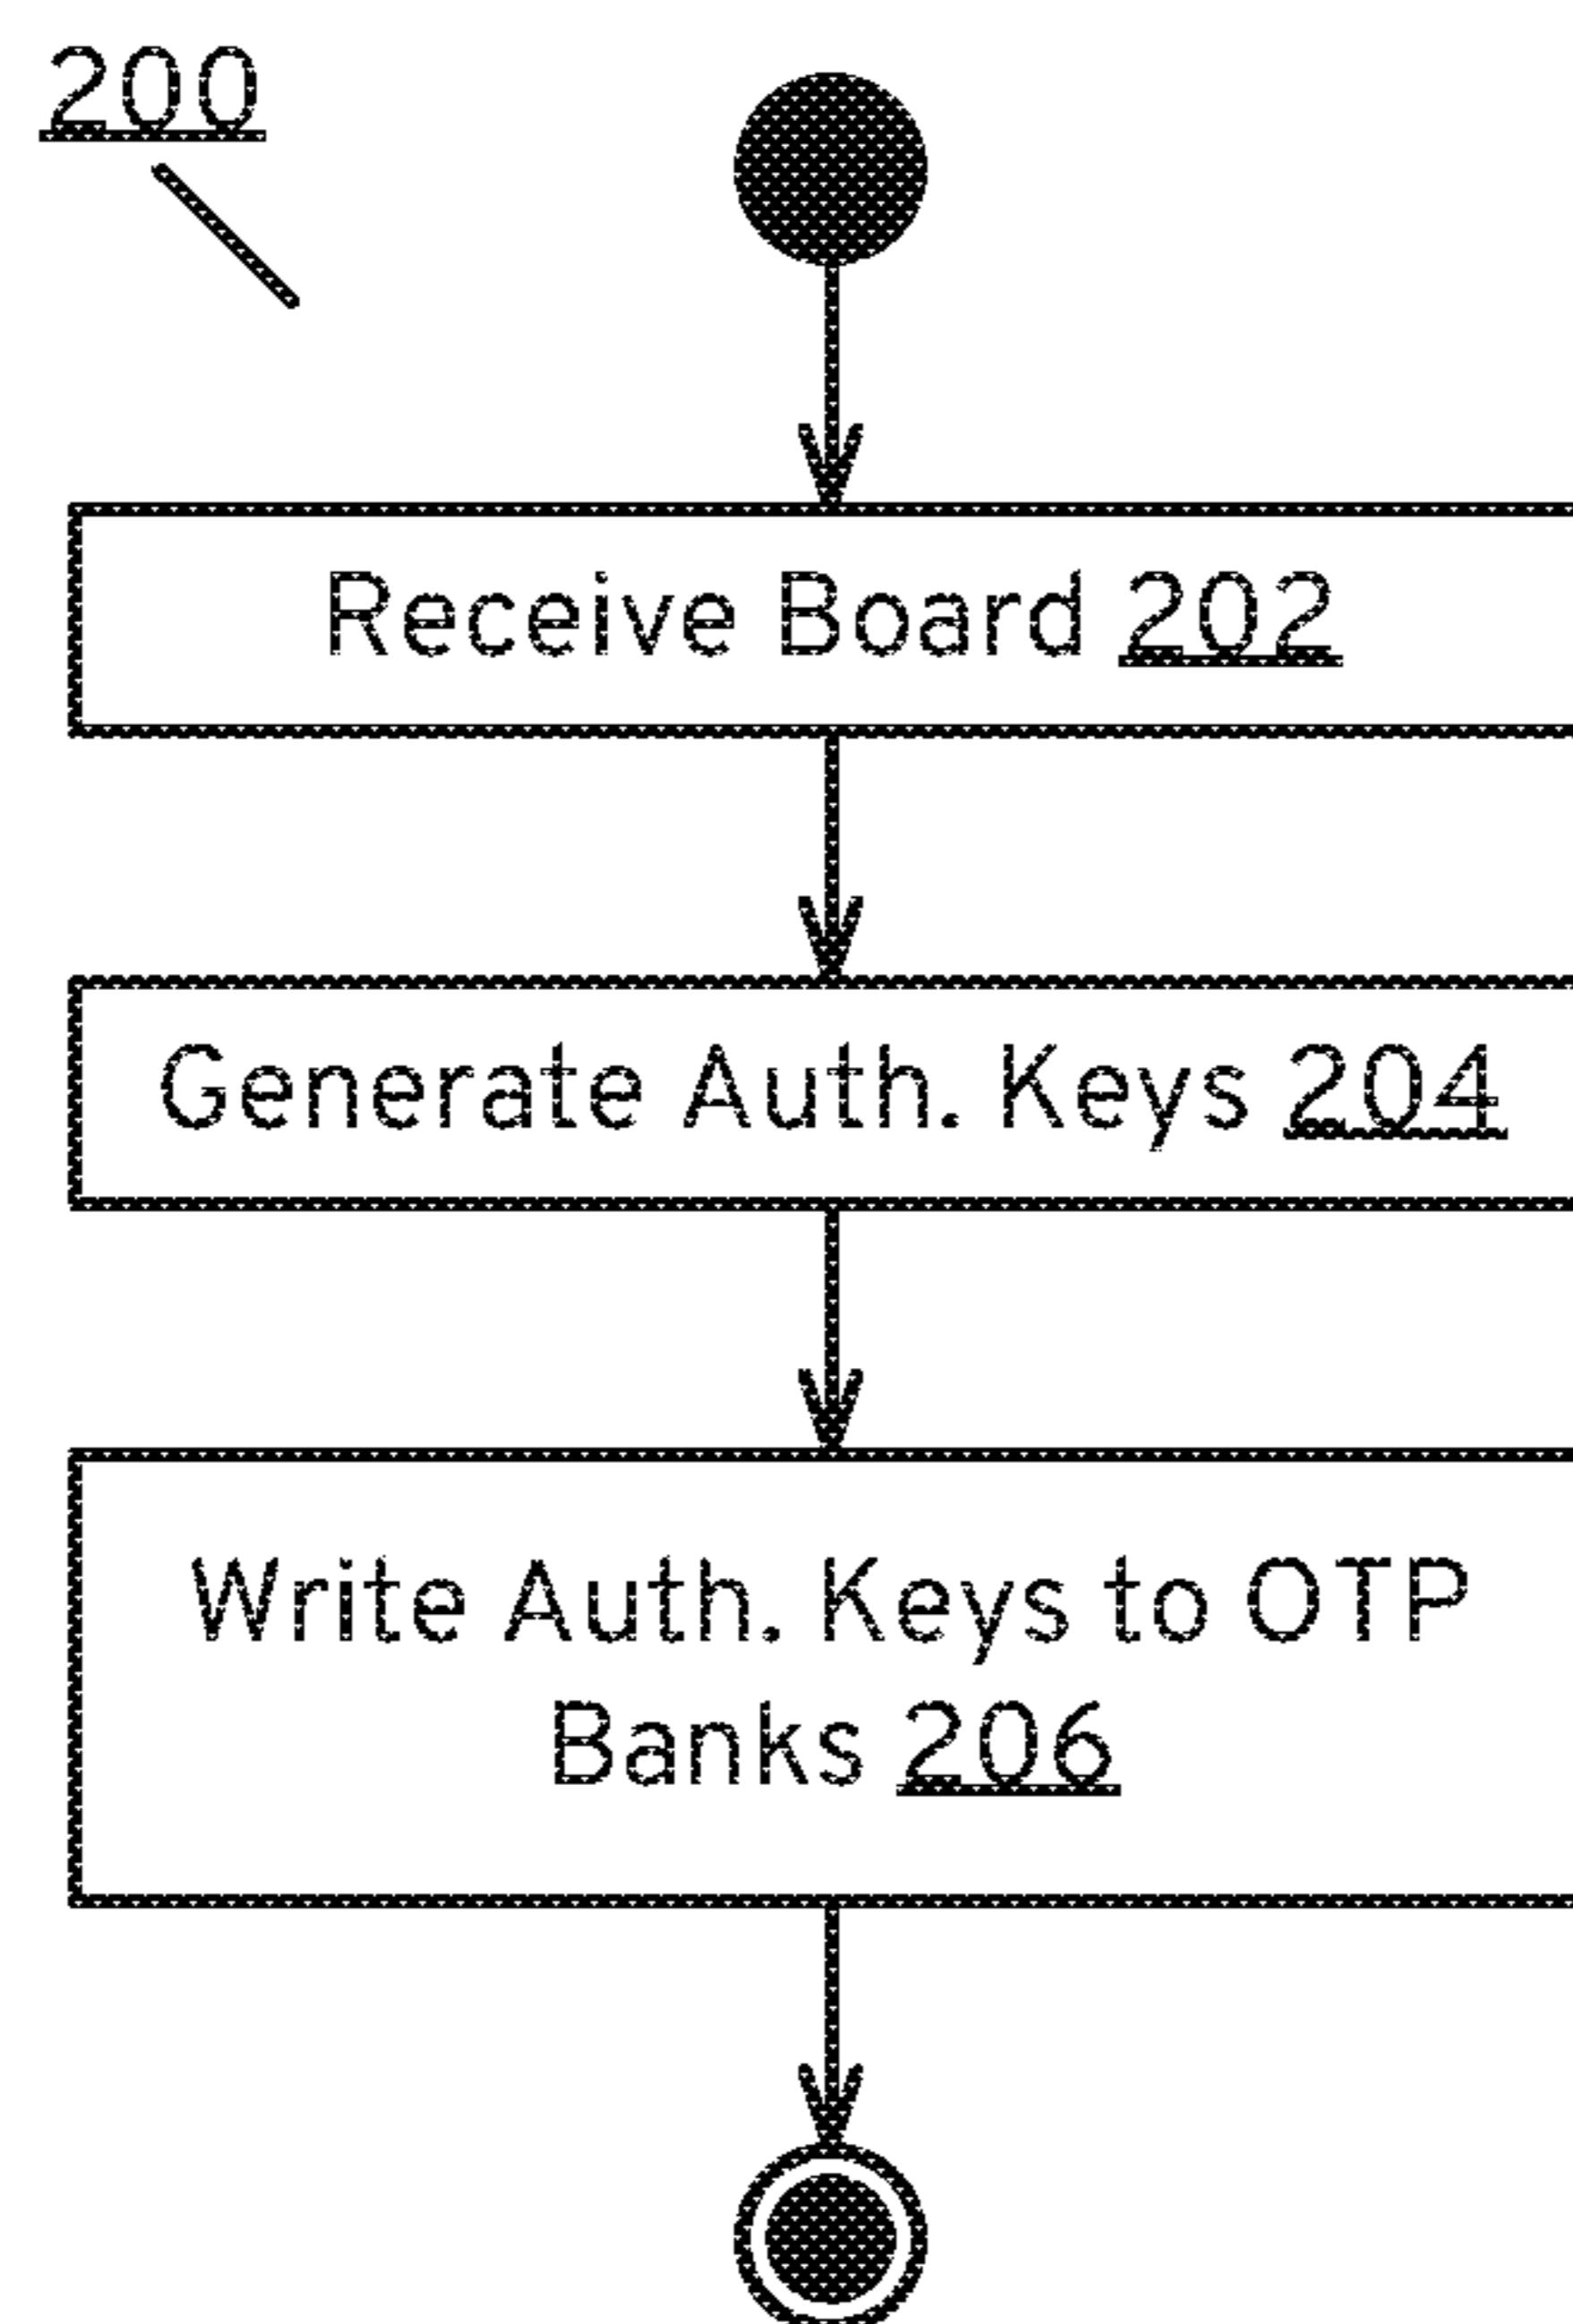 200
Receive Board 202
Generate Auth. Keys 204
Write Auth. Keys to OTP
Banks 206